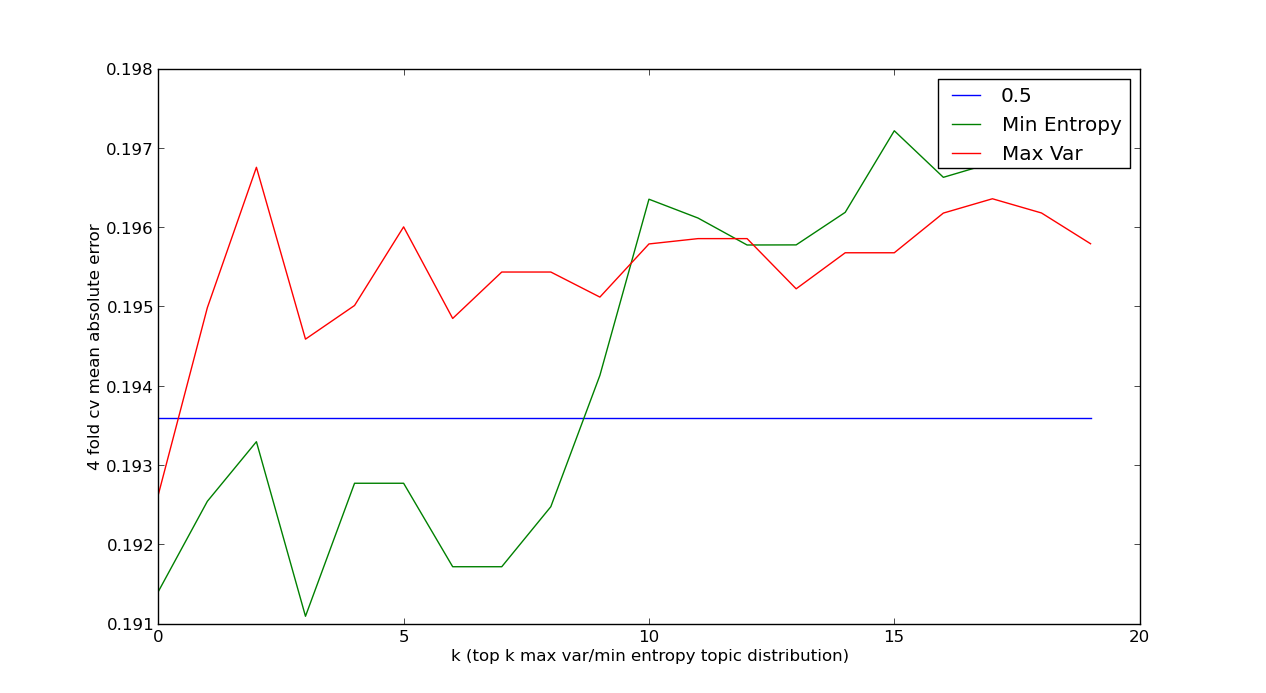 0.198
0.197
0.196
0.195
0.194
0.193
0.192
0.191
4 fold cv mean absolute error
0.5
Min Entropy
Max Var
0 5 10 15 20
k (top k max var/min entropy topic distribution)